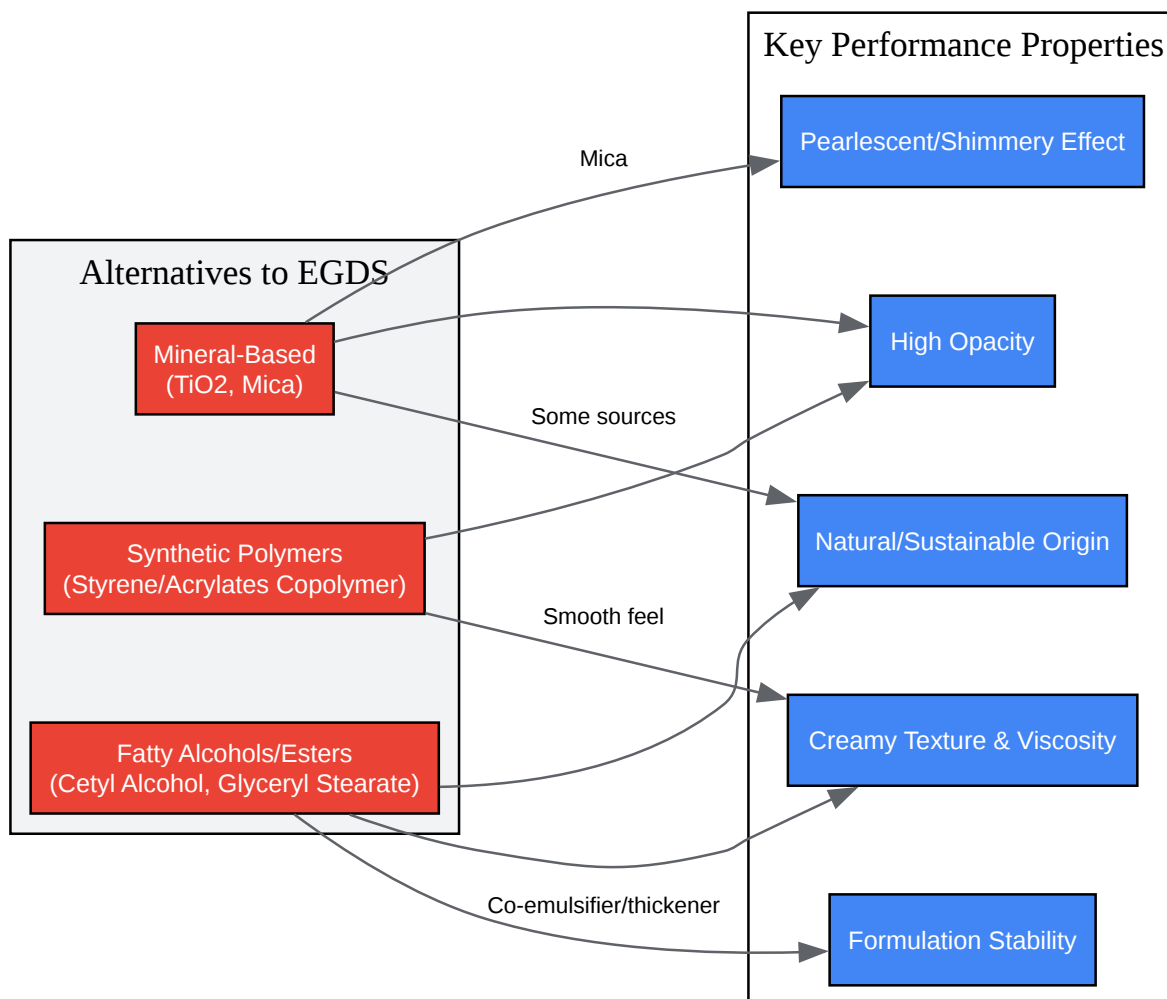 Key Performance Properties
Pearlescent/Shimmery Effect
Mica
Alternatives to EGDS
Mineral-Based
(TiO2, Mica)
High Opacity
Some sources
Synthetic Polymers
(Styrene/Acrylates Copolymer)
Natural/Sustainable Origin
Smooth feel
Fatty Alcohols/Esters
(Cetyl Alcohol, Glyceryl Stearate)
Creamy Texture & Viscosity
Co-emulsifier/thickener
Formulation Stability